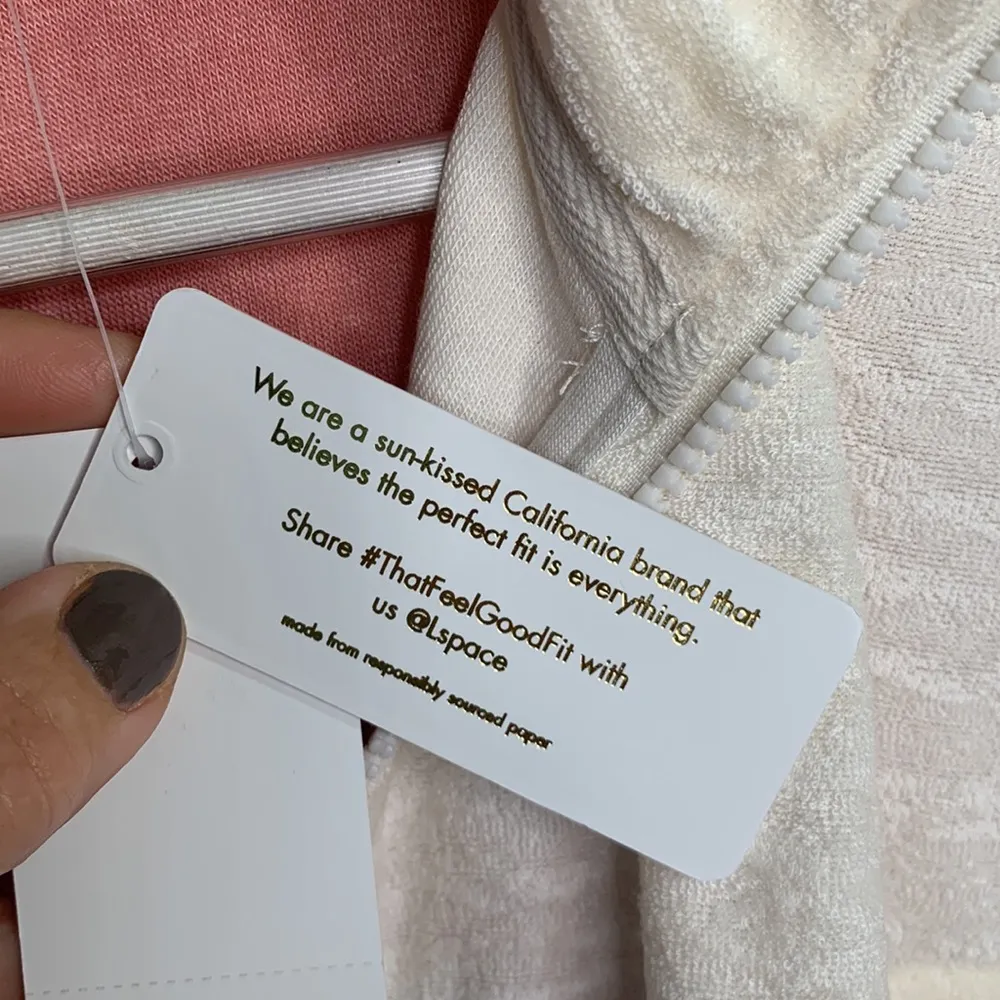 We are a sun-kissed California brand that
believes the perfect fit is everything.
Share #ThatFeelGoodFit with
us @Lspace
made from responsibly sourced paper